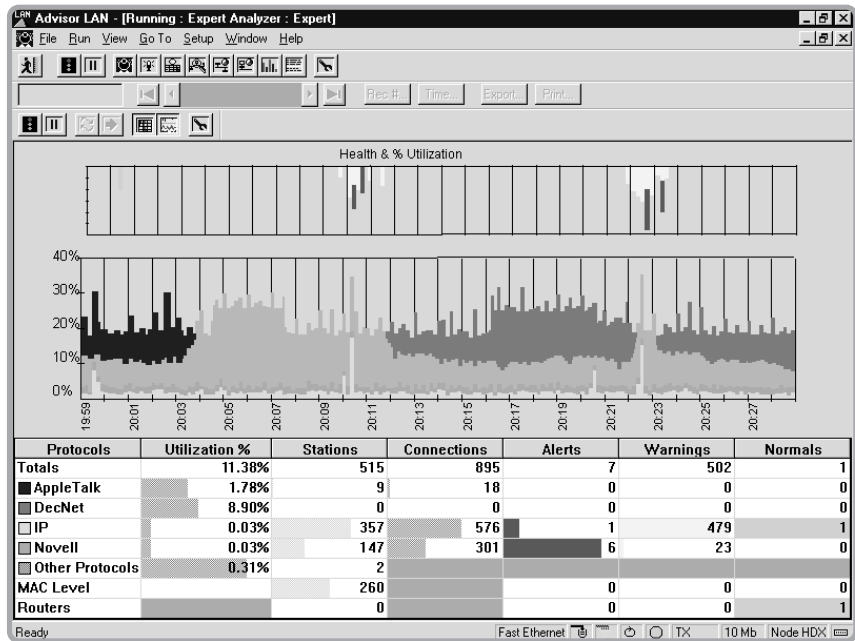 LAN Advisor LAN - [Running : Expert Analyzer : Expert]
File Run View Go To Setup Window Help
Rec #... Time... Export... Print...
Health & % Utilization
40%
30%
20%
10%
0%
19:59 20:01 20:03 20:05 20:07 20:09 20:11 20:13 20:15 20:17 20:19 20:21 20:23 20:25 20:27
Protocols Utilization % Stations Connections Alerts Warnings Normals
Totals 11.38% 515 895 7 502 1
AppleTalk 1.78% 9 18 0 0 0
DecNet 8.90% 0 0 0 0 0
IP 0.03% 357 576 1 479 1
Novell 0.03% 147 301 6 23 0
Other Protocols 0.31% 2
MAC Level 260 0 0 0
Routers 0 0 0 1
Ready Fast Ethernet TX 10 Mb Node HDX